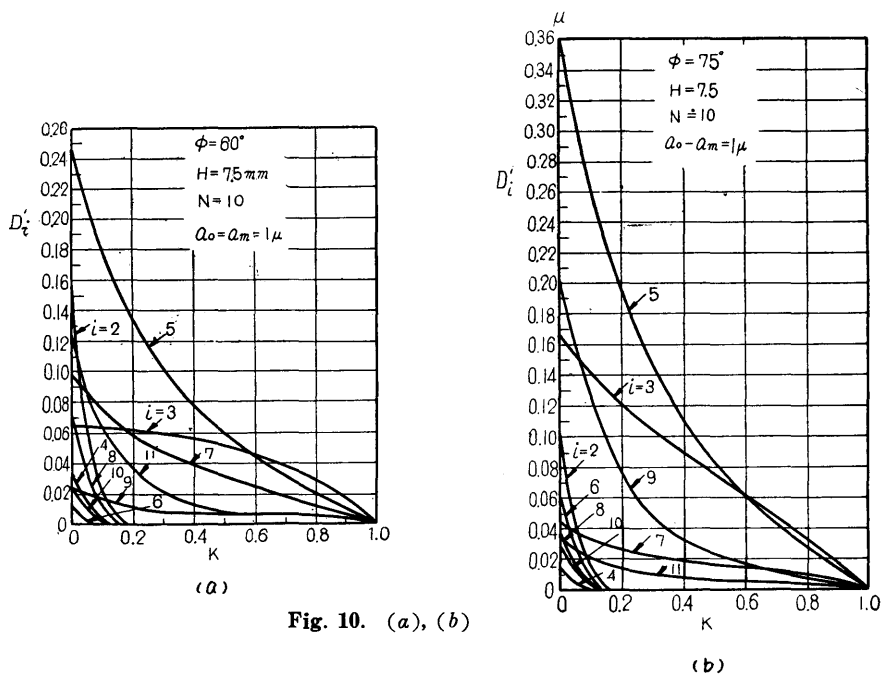 0.26
0.24
0.22
0.20
0.18
0.16
0.14
0.12
0.10
0.08
0.06
0.04
0.02
0
D'i
Φ=60°
H=7.5mm
N=10
a₀=aₘ=1μ
i=2
5
i=3
7
4
8
10
11
9
6
0 0.2 0.4 0.6 0.8 1.0
K
(a)
μ
0.36
0.34
0.32
0.30
0.28
0.26
0.24
0.22
0.20
0.18
0.16
0.14
0.12
0.10
0.08
0.06
0.04
0.02
0
D'i
Φ=75°
H=7.5
N=10
a₀-aₘ=1μ
5
i=3
i=2
6
8
9
10
7
11
4
0 0.2 0.4 0.6 0.8 1.0
K
(b)
Fig. 10. (a), (b)